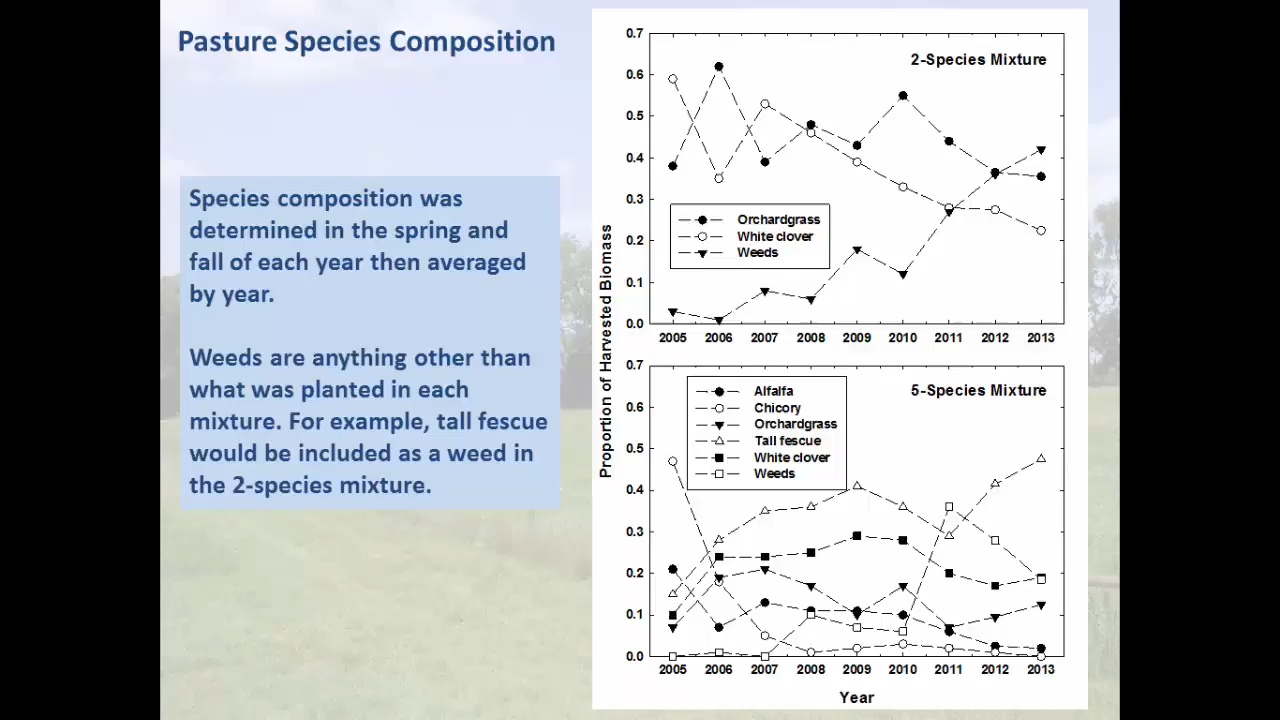 Pasture Species Composition
Species composition was
determined in the spring and
fall of each year then averaged
by year.
Weeds are anything other than
what was planted in each
mixture. For example, tall fescue
would be included as a weed in
the 2-species mixture.
Proportion of Harvested Biomass
0.7
0.6
0.5
0.4
0.3
0.2
0.1
0.0
2-Species Mixture
Orchardgrass
White clover
Weeds
2005 2006 2007 2008 2009 2010 2011 2012 2013
0.7
0.6
0.5
0.4
0.3
0.2
0.1
0.0
5-Species Mixture
Alfalfa
Chicory
Orchardgrass
Tall fescue
White clover
Weeds
2005 2006 2007 2008 2009 2010 2011 2012 2013
Year